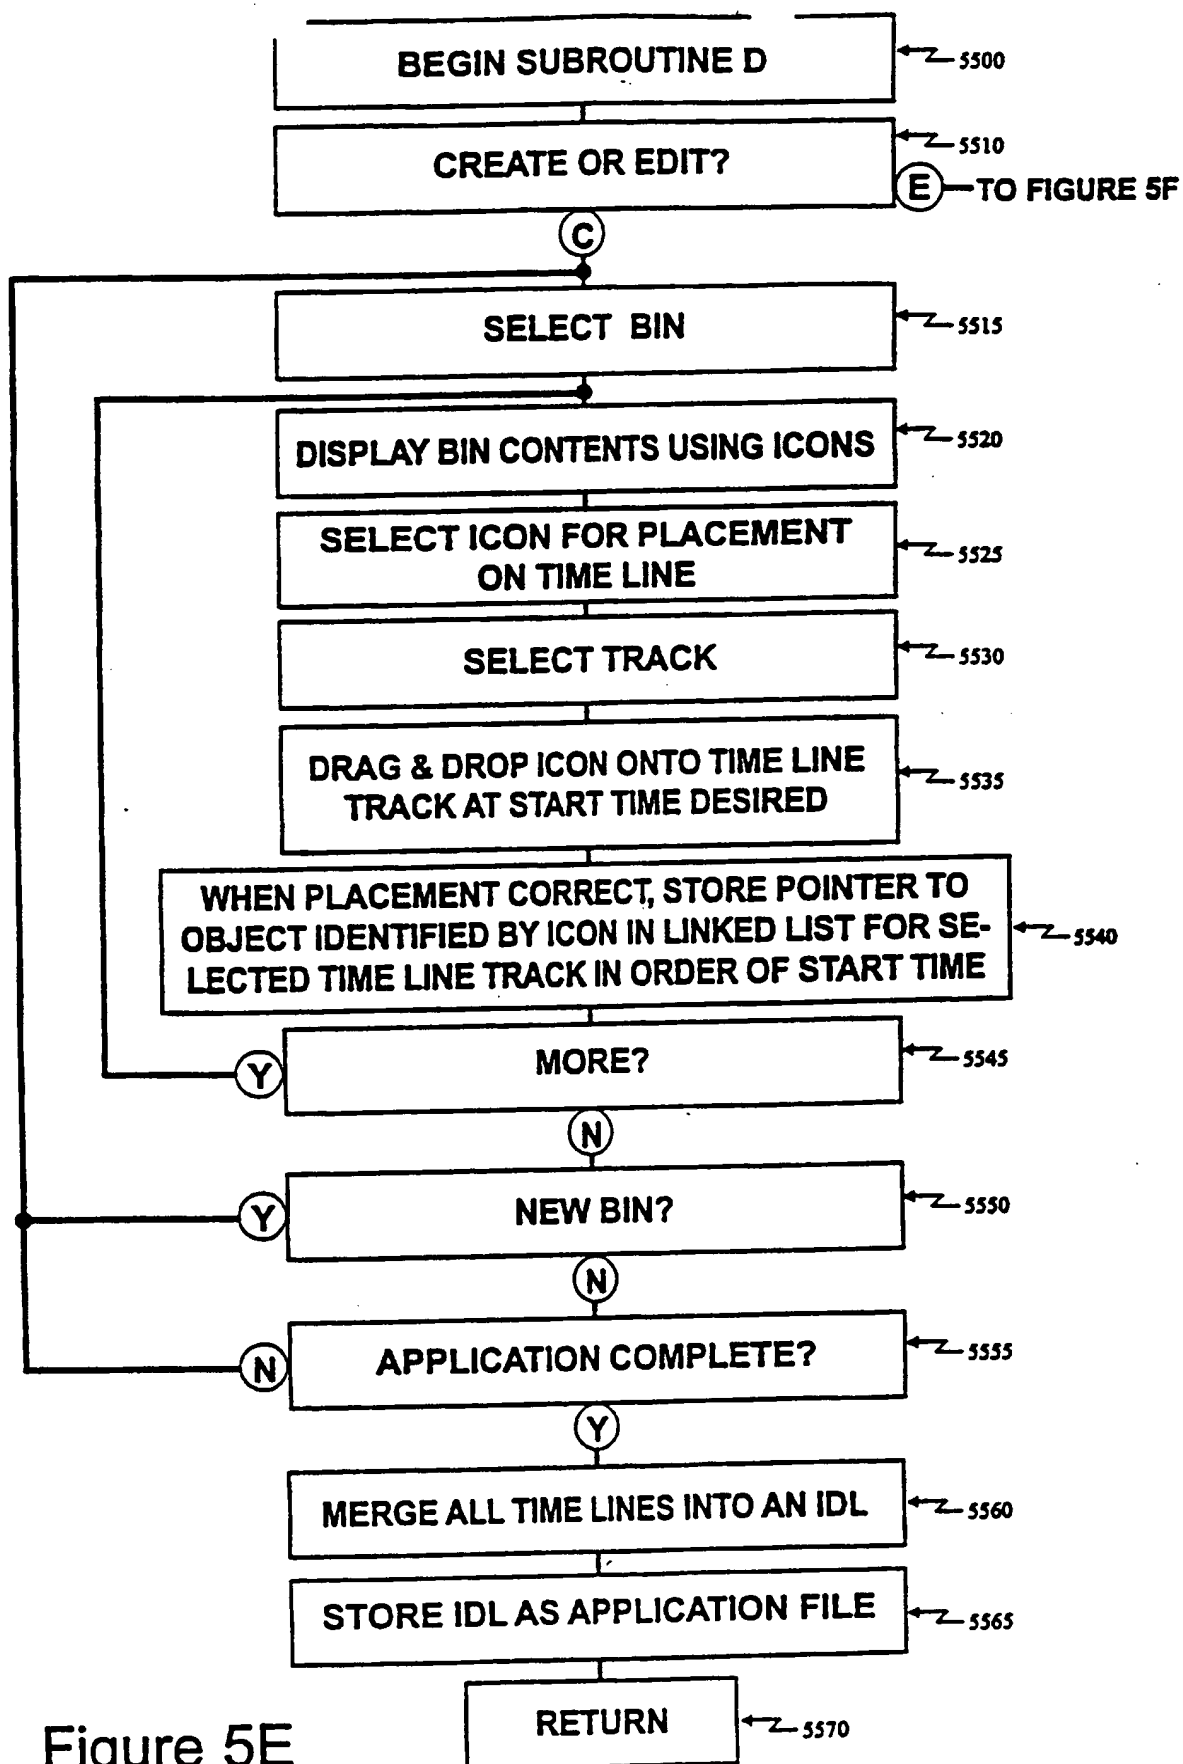 BEGIN SUBROUTINE D
5500
CREATE OR EDIT?
5510
E
TO FIGURE 5F
C
SELECT BIN
5515
DISPLAY BIN CONTENTS USING ICONS
5520
SELECT ICON FOR PLACEMENT
ON TIME LINE
5525
SELECT TRACK
5530
DRAG & DROP ICON ONTO TIME LINE
TRACK AT START TIME DESIRED
5535
WHEN PLACEMENT CORRECT, STORE POINTER TO
OBJECT IDENTIFIED BY ICON IN LINKED LIST FOR SE-
LECTED TIME LINE TRACK IN ORDER OF START TIME
5540
Y
MORE?
5545
N
Y
NEW BIN?
5550
N
N
APPLICATION COMPLETE?
5555
Y
MERGE ALL TIME LINES INTO AN IDL
5560
STORE IDL AS APPLICATION FILE
5565
RETURN
5570
Figure 5E